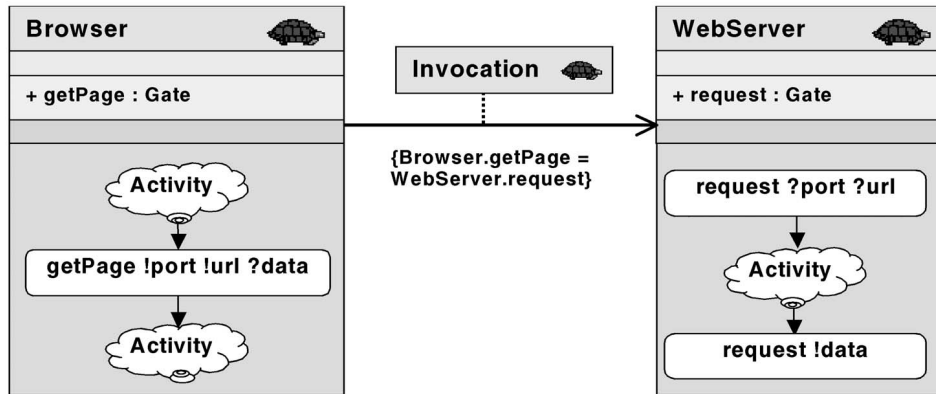 Browser
+ getPage : Gate
Activity
getPage !port !url ?data
Activity
Invocation
{Browser.getPage =
WebServer.request}
WebServer
+ request : Gate
request ?port ?url
Activity
request !data